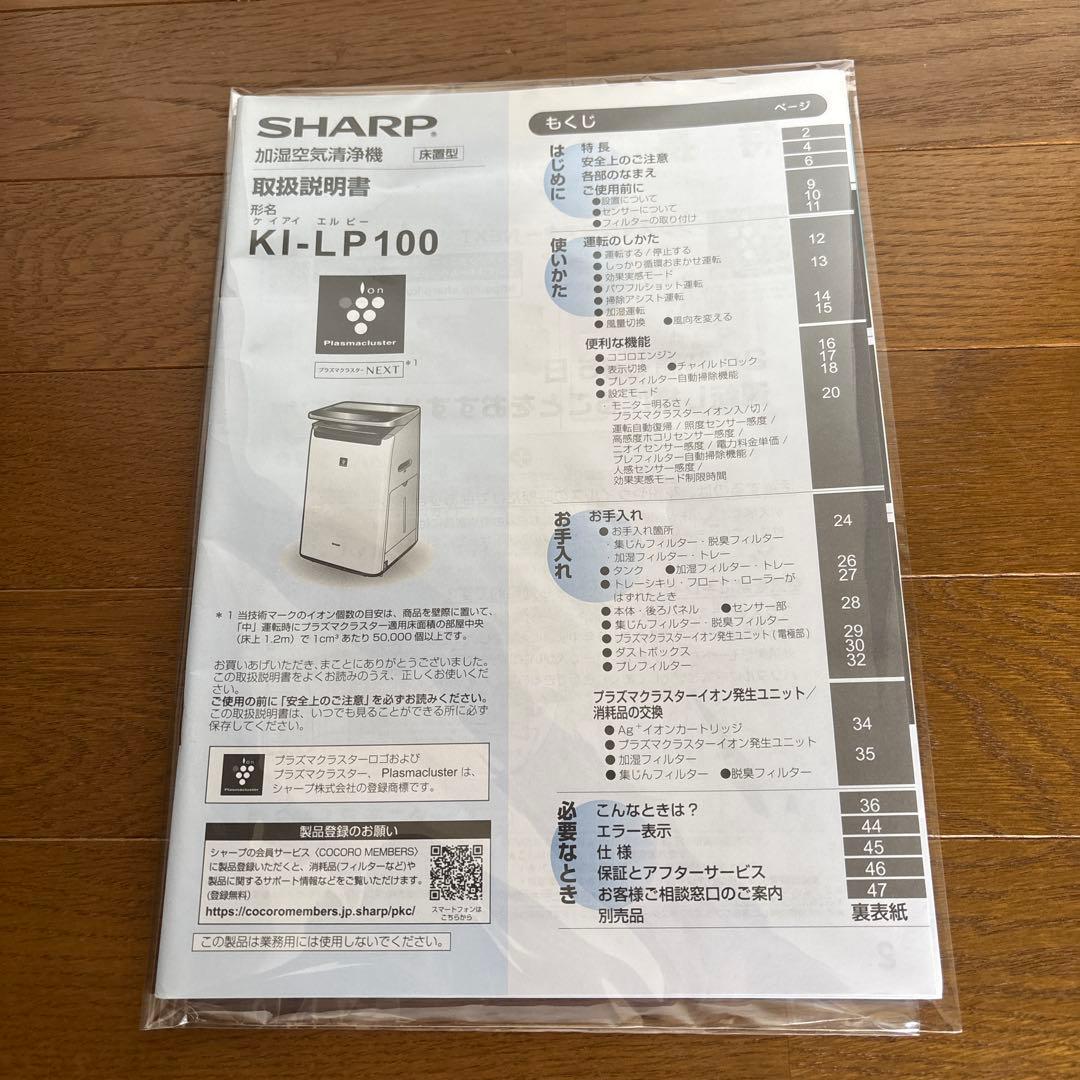 SHARP®
加湿空気清浄機 床置型
取扱説明書
形名
ケイアイ エルピー
KI-LP100
ion
Plasmacluster
プラズマクラスター NEXT *1
*1 当技術マークのイオン個数の目安は、商品を壁際に置いて、
「中」運転時にプラズマクラスター適用床面積の部屋中央
(床上1.2m)で1cm³あたり50,000個以上です。
お買いあげいただき、まことにありがとうございました。
この取扱説明書をよくお読みのうえ、正しくお使いくだ
さい。
ご使用の前に「安全上のご注意」を必ずお読みください。
この取扱説明書は、いつでも見ることができる所に必ず
保存してください。
ion
Plasmacluster
プラズマクラスターロゴおよび
プラズマクラスター、Plasmacluster は、
シャープ株式会社の登録商標です。
製品登録のお願い
シャープの会員サービス〈COCORO MEMBERS〉
に製品登録いただくと、消耗品(フィルターなど)や
製品に関するサポート情報などをご覧いただけます。
(登録無料)
https://cocoromembers.jp.sharp/pkc/
スマートフォンは
こちらから
この製品は業務用には使用しないでください。
もくじ ページ
はじめに
特長 2
安全上のご注意 4
各部のなまえ 6
ご使用前に
●設置について 9
●センサーについて 10
●フィルターの取り付け 11
使いかた
運転のしかた
●運転する/停止する 12
●しっかり循環おまかせ運転 13
●効果実感モード
●パワフルショット運転
●掃除アシスト運転
●加湿運転 14
●風量切換 ●風向を変える 15
便利な機能
●ココロエンジン 16
●表示切換 ●チャイルドロック 17
●プレフィルター自動掃除機能 18
●設定モード 20
・モニター明るさ/
プラズマクラスターイオン入/切/
運転自動復帰/照度センサー感度/
高感度ホコリセンサー感度/
ニオイセンサー感度/電力料金単価/
プレフィルター自動掃除機能/
人感センサー感度/
効果実感モード制限時間
お手入れ
お手入れ
●お手入れ箇所 24
・集じんフィルター・脱臭フィルター
・加湿フィルター・トレー
●タンク ●加湿フィルター・トレー 26
●トレーシキリ・フロート・ローラーが 27
はずれたとき
●本体・後ろパネル ●センサー部 28
●集じんフィルター・脱臭フィルター
●プラズマクラスターイオン発生ユニット(電極部) 29
●ダストボックス 30
●プレフィルター 32
プラズマクラスターイオン発生ユニット/
消耗品の交換
●Ag⁺イオンカートリッジ 34
●プラズマクラスターイオン発生ユニット
●加湿フィルター 35
●集じんフィルター ●脱臭フィルター
必要なとき
こんなときは? 36
エラー表示 44
仕様 45
保証とアフターサービス 46
お客様ご相談窓口のご案内 47
別売品 裏表紙